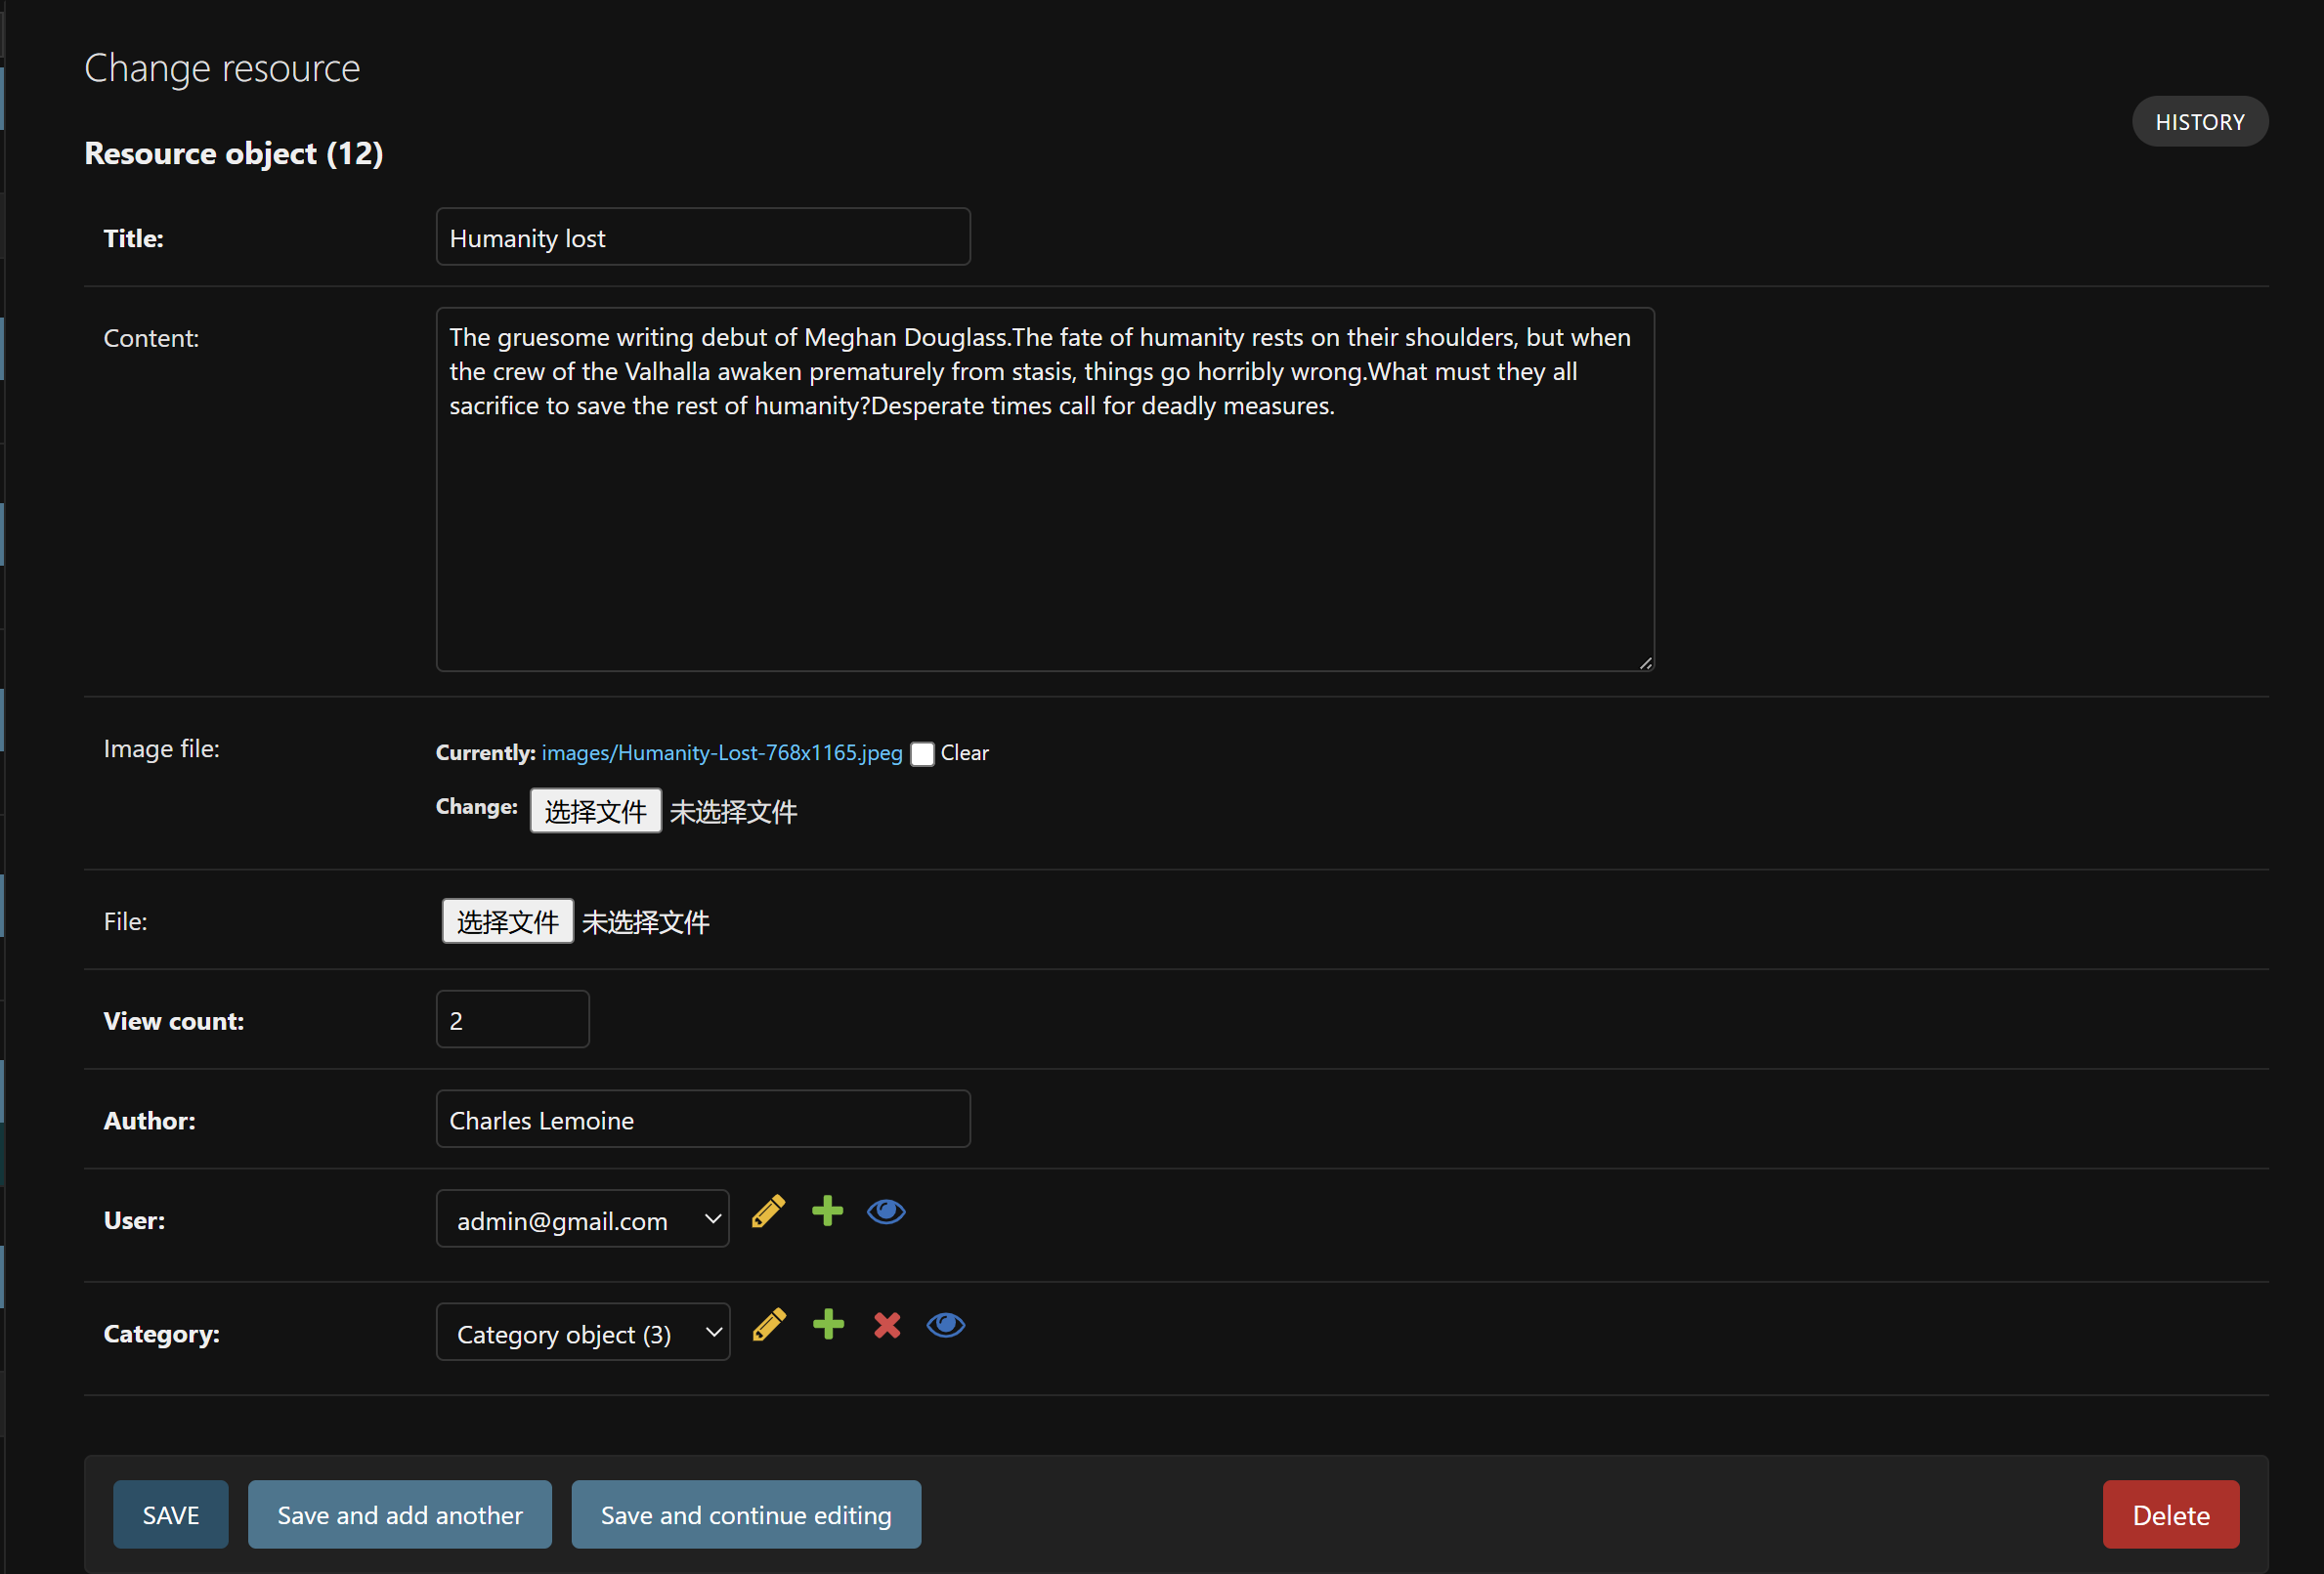 Change resource
HISTORY
Resource object (12)
Title:
Humanity lost
Content:
The gruesome writing debut of Meghan Douglass.The fate of humanity rests on their shoulders, but when
the crew of the Valhalla awaken prematurely from stasis, things go horribly wrong.What must they all
sacrifice to save the rest of humanity?Desperate times call for deadly measures.
Image file:
Currently: images/Humanity-Lost-768x1165.jpeg Clear
Change: 选择文件 未选择文件
File:
选择文件 未选择文件
View count:
2
Author:
Charles Lemoine
User:
admin@gmail.com
Category:
Category object (3)
SAVE
Save and add another
Save and continue editing
Delete